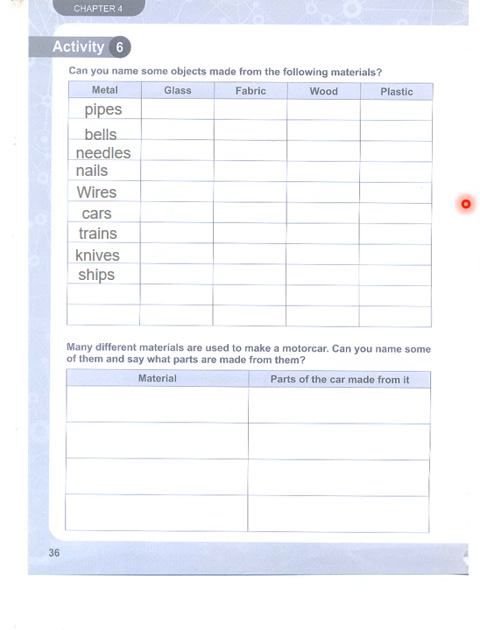 CHAPTER 4
Activity 6
Can you name some objects made from the following materials?
Metal Glass Fabric Wood Plastic
pipes
bells
needles
nails
Wires
cars
trains
knives
ships
Many different materials are used to make a motorcar. Can you name some
of them and say what parts are made from them?
Material Parts of the car made from it
36